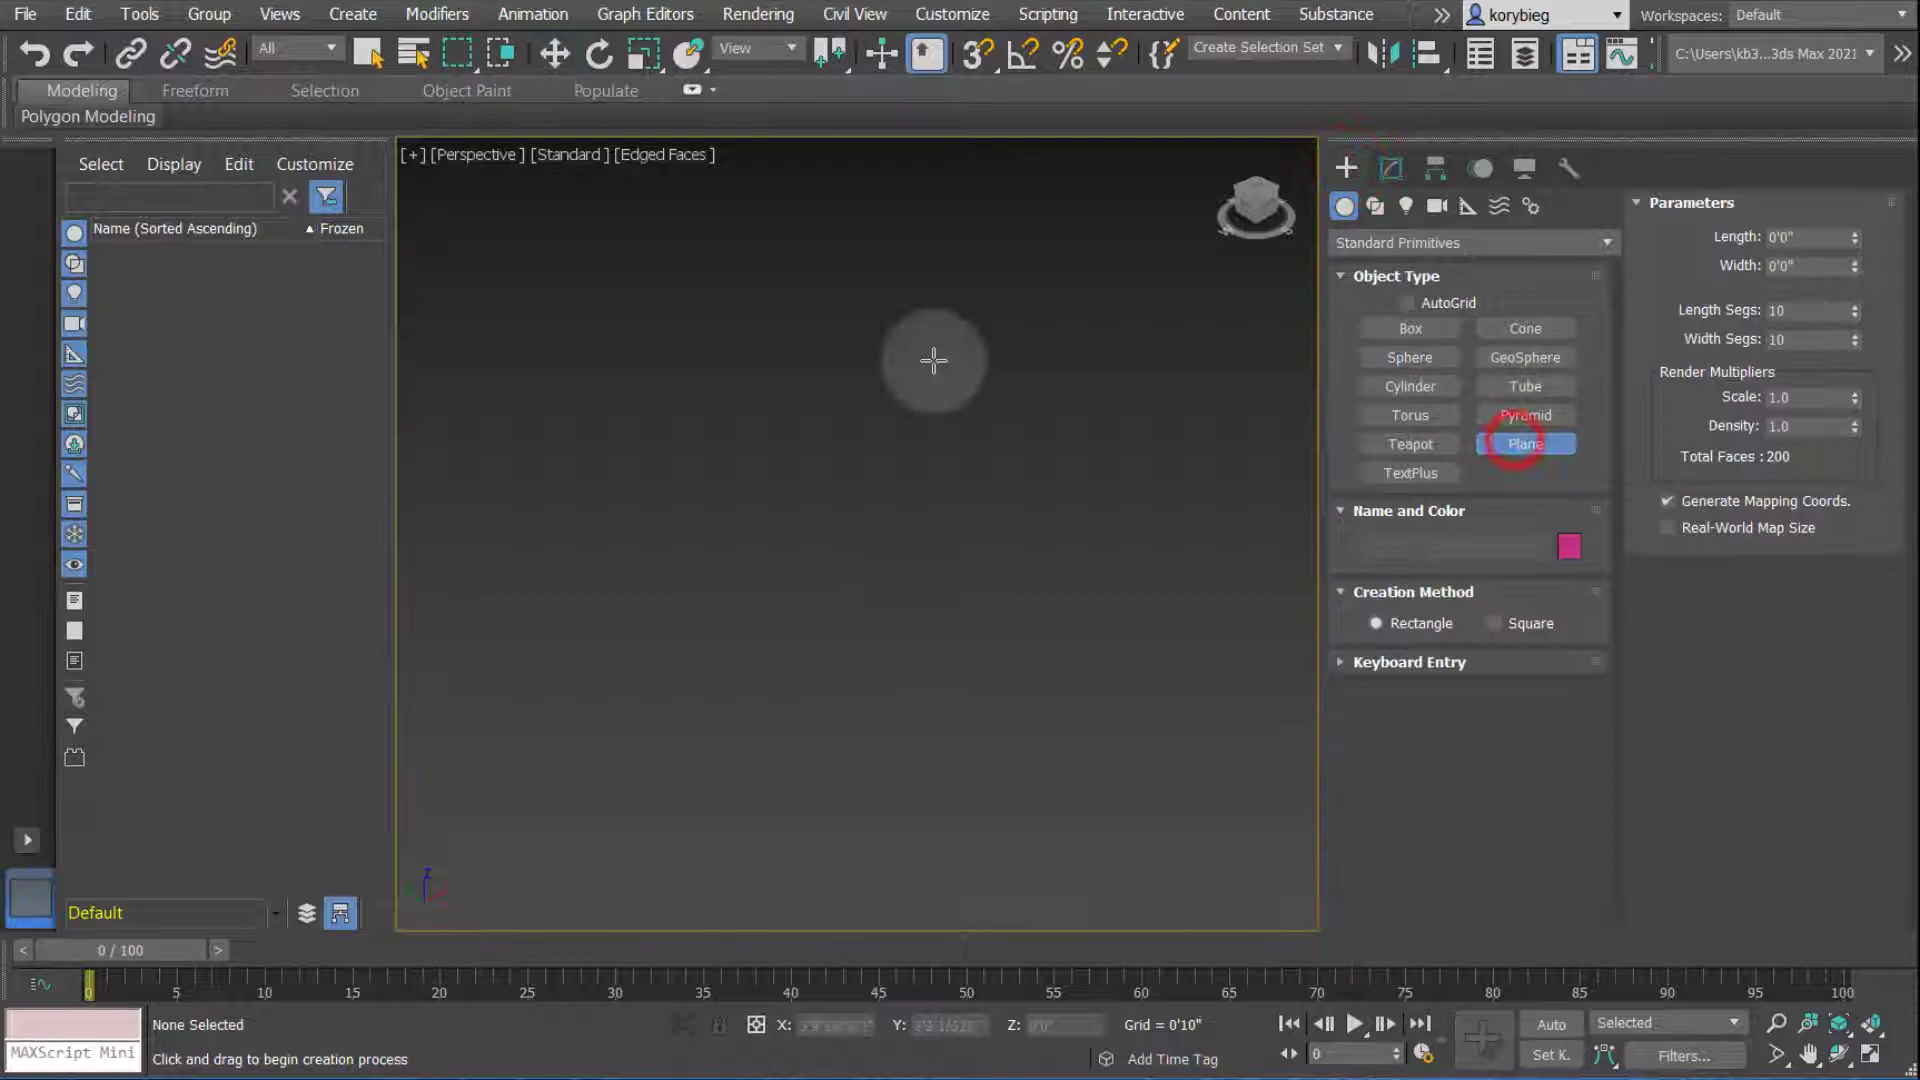 File Edit Tools Group Views Create Modifiers Animation Graph Editors Rendering Civil View Customize Scripting Interactive Content Substance korybieg Workspaces: Default
All View Create Selection Set C:\Users\kb3...3ds Max 2021
Modeling Freeform Selection Object Paint Populate
Polygon Modeling
Select Display Edit Customize
Name (Sorted Ascending) Frozen
[+] [Perspective] [Standard] [Edged Faces]
Standard Primitives
Object Type
AutoGrid
Box Cone
Sphere GeoSphere
Cylinder Tube
Torus Pyramid
Teapot Plane
TextPlus
Name and Color
Creation Method
Rectangle Square
Keyboard Entry
Parameters
Length: 0'0"
Width: 0'0"
Length Segs: 10
Width Segs: 10
Render Multipliers
Scale: 1.0
Density: 1.0
Total Faces : 200
Generate Mapping Coords.
Real-World Map Size
Z
Default
< 0 / 100 >
0 5 10 15 20 25 30 35 40 45 50 55 60 65 70 75 80 85 90 95 100
None Selected X: Y: Z: 0'0" Grid = 0'10" Auto Selected
MAXScript Mini Click and drag to begin creation process Add Time Tag 0 Set K. Filters...